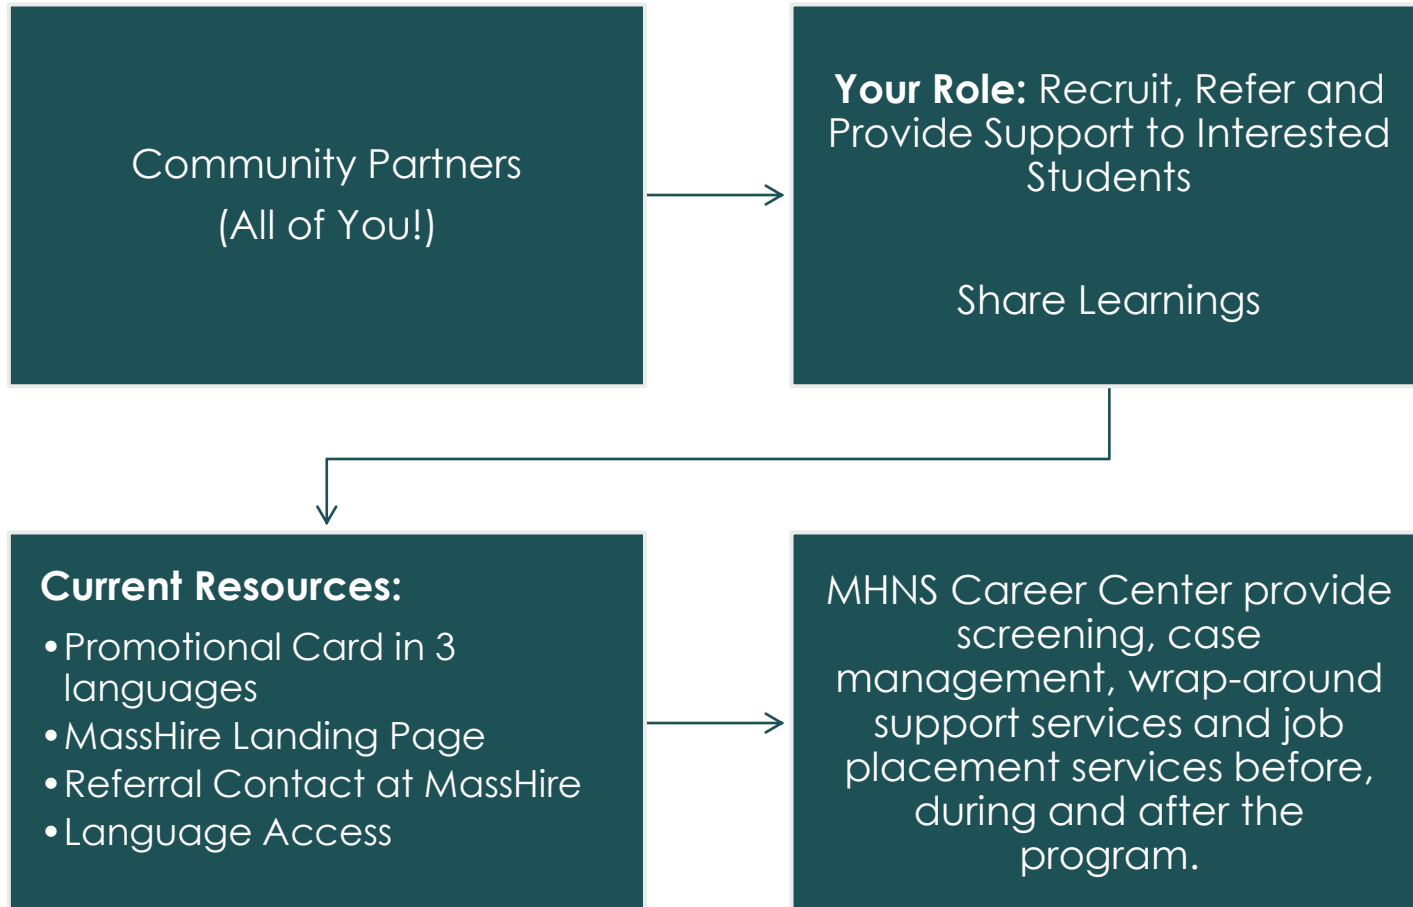 Community Partners
(All of You!)
Your Role: Recruit, Refer and
Provide Support to Interested
Students
Share Learnings
Current Resources:
•Promotional Card in 3
languages
•MassHire Landing Page
•Referral Contact at MassHire
•Language Access
MHNS Career Center provide
screening, case
management, wrap-around
support services and job
placement services before,
during and after the
program.